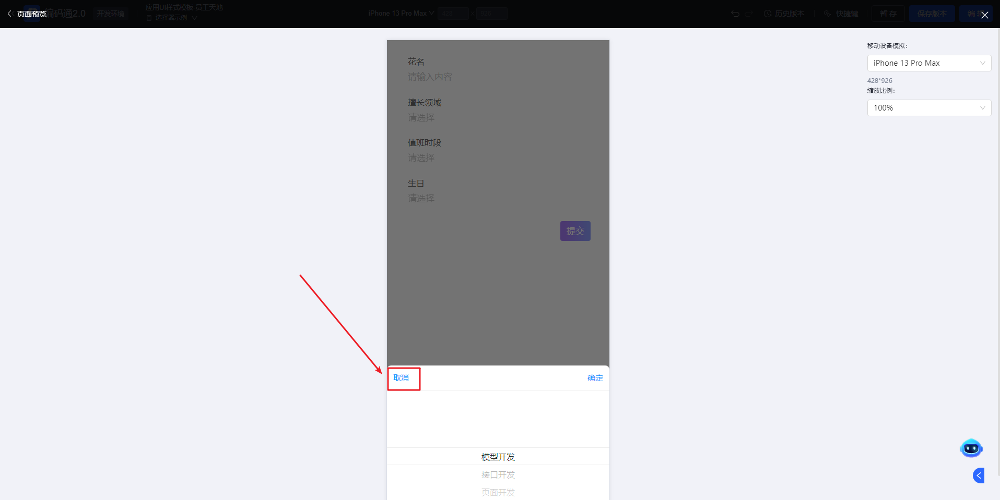 页面预览
编码通2.0
开发环境
应用UI样式模板-员工天地
选择器示例
iPhone 13 Pro Max
428
×
926
历史版本
快捷键
暂 存
保存版本
移动设备模拟：
iPhone 13 Pro Max
428*926
缩放比例：
100%
花名
请输入内容
擅长领域
请选择
值班时段
请选择
生日
请选择
提交
取消
确定
模型开发
接口开发
页面开发